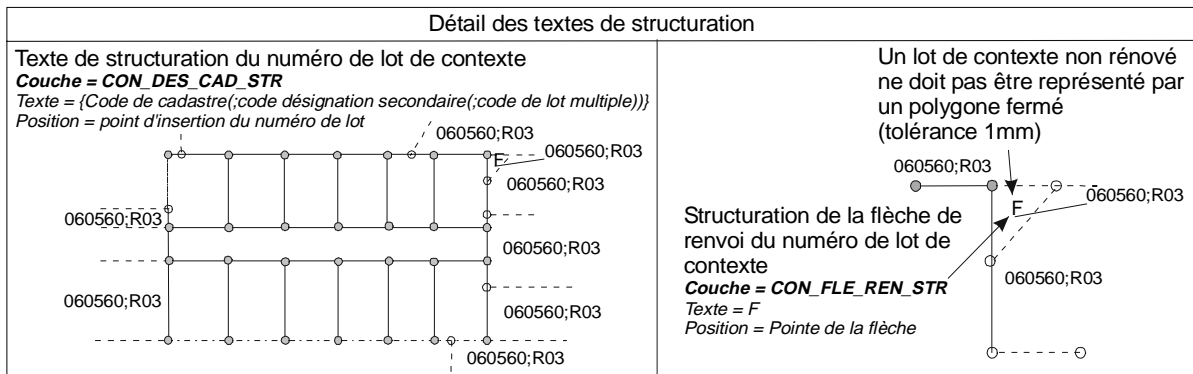 Détail des textes de structuration
Texte de structuration du numéro de lot de contexte
Couche = CON_DES_CAD_STR
Texte = {Code de cadastre(;code désignation secondaire(;code de lot multiple))}
Position = point d'insertion du numéro de lot
060560;R03
F
060560;R03
060560;R03
060560;R03
060560;R03
060560;R03
060560;R03
060560;R03
Un lot de contexte non rénové
ne doit pas être représenté par
un polygone fermé
(tolérance 1mm)
060560;R03
F
060560;R03
Structuration de la flèche de
renvoi du numéro de lot de
contexte
Couche = CON_FLE_REN_STR
Texte = F
Position = Pointe de la flèche
060560;R03